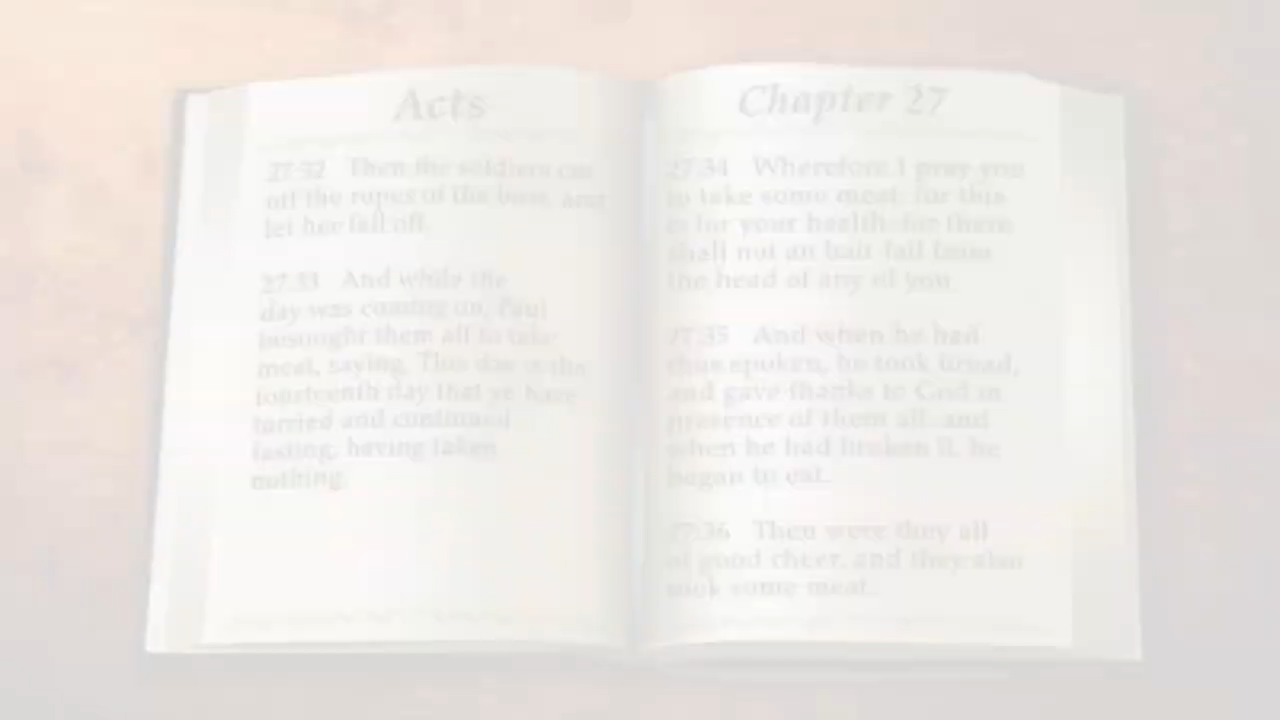 Acts
27:32 Then the soldiers cut
off the ropes of the boat, and
let her fall off.
27:33 And while the
day was coming on, Paul
besought them all to take
meat, saying, This day is the
fourteenth day that ye have
tarried and continued
fasting, having taken
nothing.
Chapter 27
27:34 Wherefore I pray you
to take some meat: for this
is for your health: for there
shall not an hair fall from
the head of any of you.
27:35 And when he had
thus spoken, he took bread,
and gave thanks to God in
presence of them all: and
when he had broken it, he
began to eat.
27:36 Then were they all
of good cheer, and they also
took some meat.